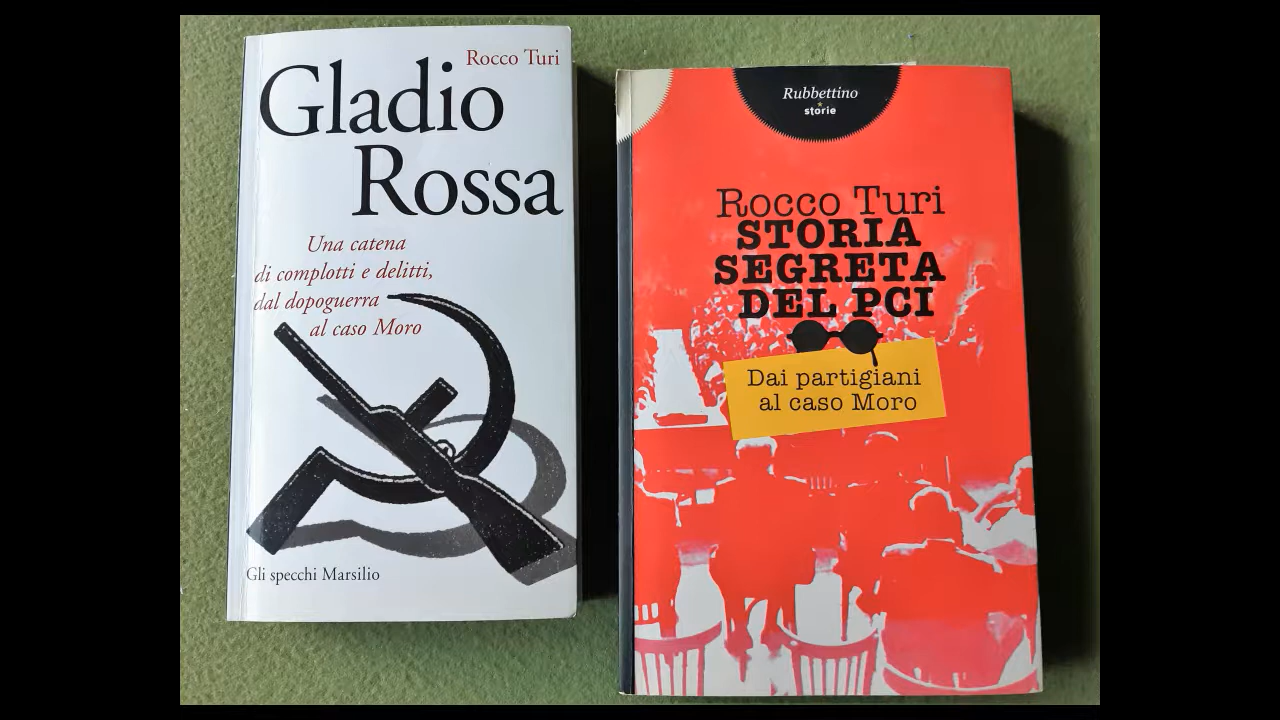 Rocco Turi
Gladio
Rossa
Una catena
di complotti e delitti,
dal dopoguerra
al caso Moro
Gli specchi Marsilio
Rubbettino
storie
Rocco Turi
STORIA
SEGRETA
DEL PCI
Dai partigiani
al caso Moro